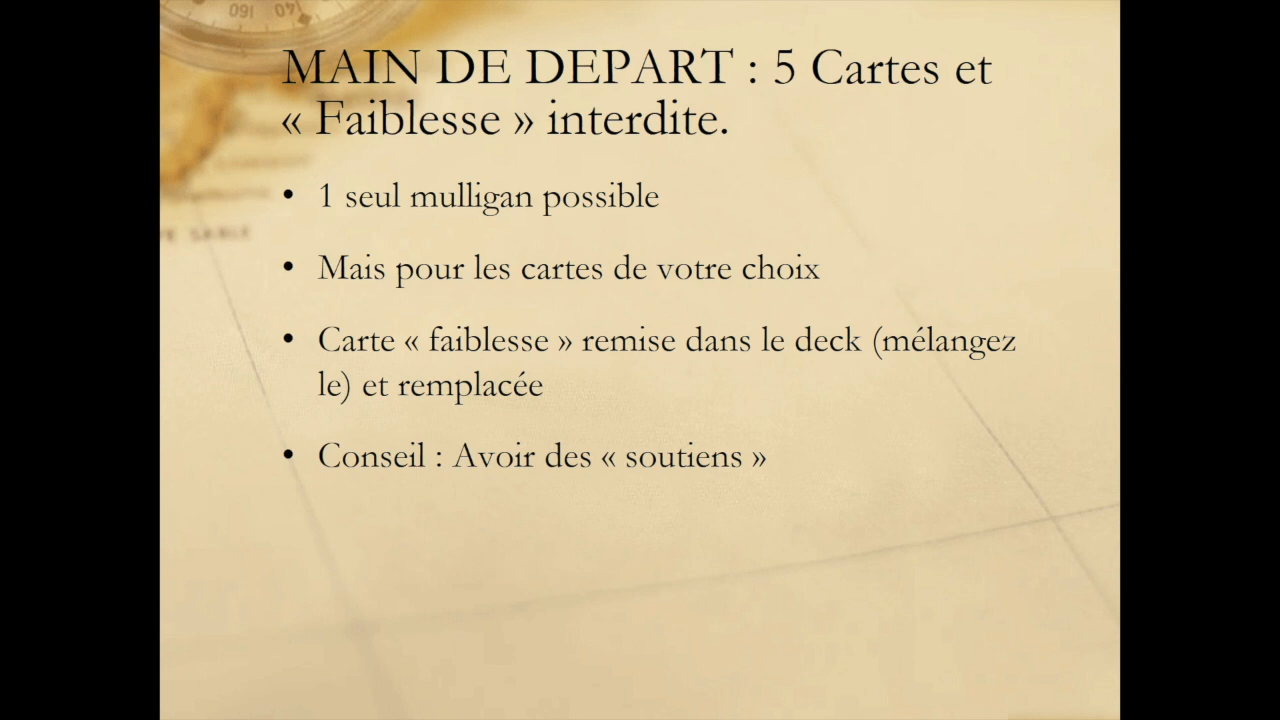 MAIN DE DEPART : 5 Cartes et
« Faiblesse » interdite.
• 1 seul mulligan possible
• Mais pour les cartes de votre choix
• Carte « faiblesse » remise dans le deck (mélangez
le) et remplacée
• Conseil : Avoir des « soutiens »